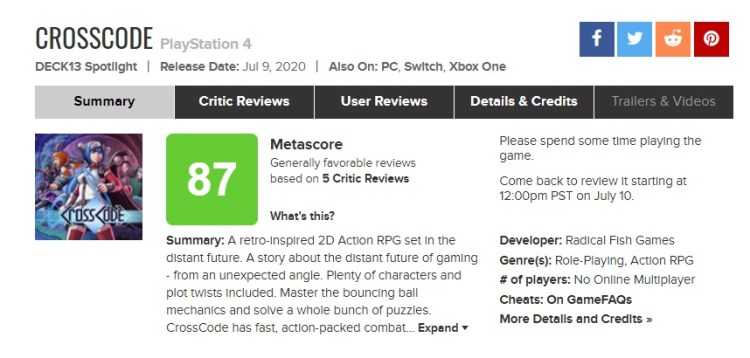 CROSSCODE PlayStation 4
DECK13 Spotlight | Release Date: Jul 9, 2020 | Also On: PC, Switch, Xbox One
Summary Critic Reviews User Reviews Details & Credits Trailers & Videos
CROSSCODE
87
Metascore
Generally favorable reviews
based on 5 Critic Reviews
What's this?
Summary: A retro-inspired 2D Action RPG set in the
distant future. A story about the distant future of gaming
- from an unexpected angle. Plenty of characters and
plot twists included. Master the bouncing ball
mechanics and solve a whole bunch of puzzles.
CrossCode has fast, action-packed combat... Expand
Please spend some time playing the
game.
Come back to review it starting at
12:00pm PST on July 10.
Developer: Radical Fish Games
Genre(s): Role-Playing, Action RPG
# of players: No Online Multiplayer
Cheats: On GameFAQs
More Details and Credits »